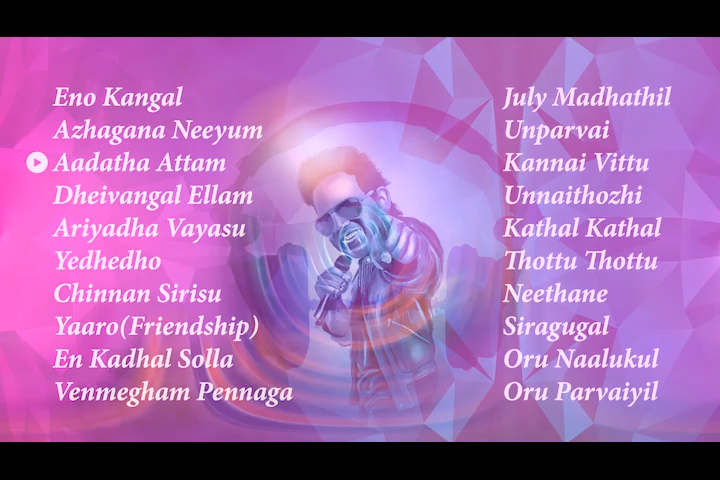 Eno Kangal
Azhagana Neeyum
Aadatha Attam
Dheivangal Ellam
Ariyadha Vayasu
Yedhedho
Chinnan Sirisu
Yaaro(Friendship)
En Kadhal Solla
Venmegham Pennaga
July Madhathil
Unparvai
Kannai Vittu
Unnaithozhi
Kathal Kathal
Thottu Thottu
Neethane
Siragugal
Oru Naalukul
Oru Parvaiyil